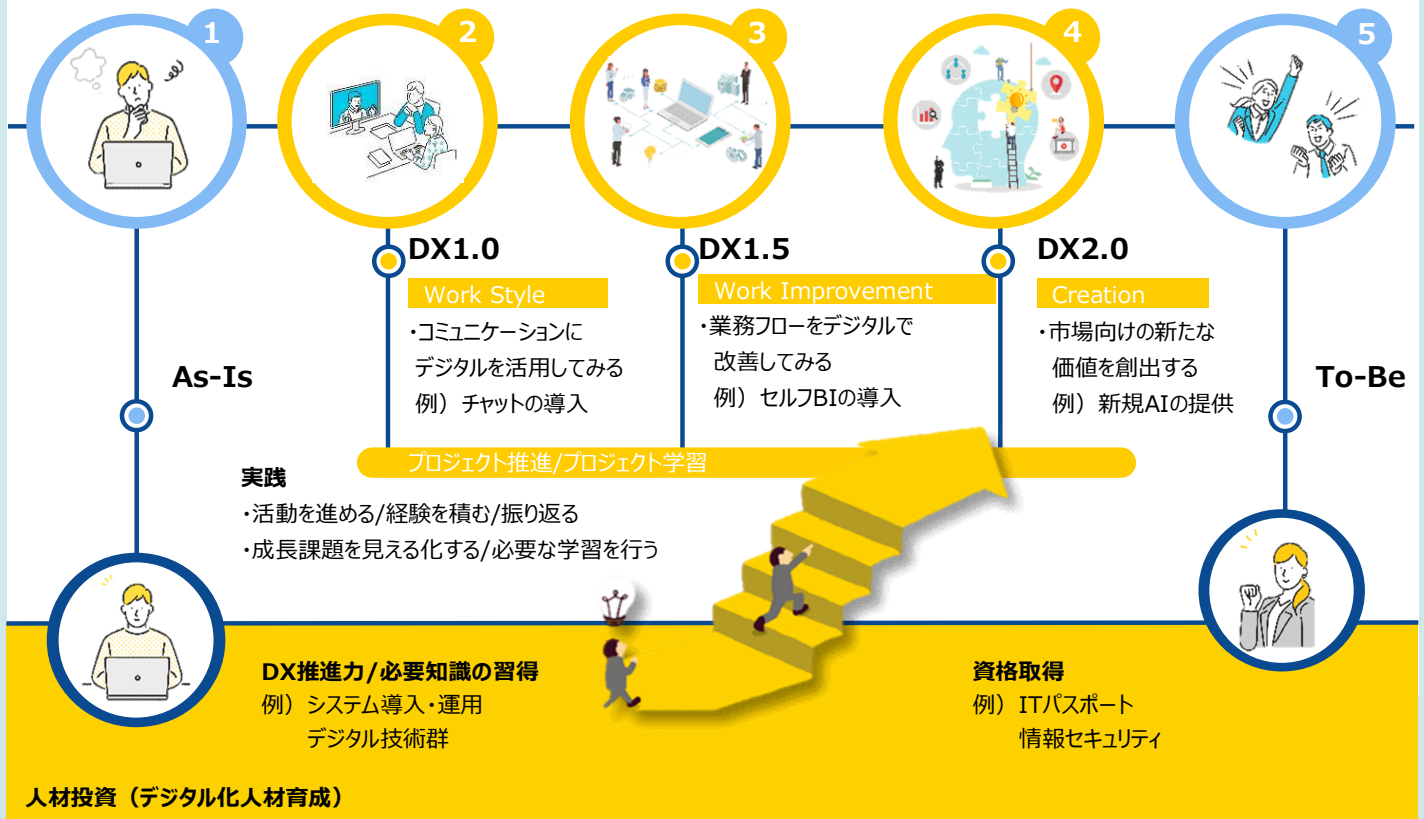 1
2
3
4
5
DX1.0
Work Style
・コミュニケーションに
デジタルを活用してみる
例）チャットの導入
DX1.5
Work Improvement
・業務フローをデジタルで
改善してみる
例）セルフBIの導入
DX2.0
Creation
・市場向けの新たな
価値を創出する
例）新規AIの提供
As-Is
To-Be
プロジェクト推進/プロジェクト学習
実践
・活動を進める/経験を積む/振り返る
・成長課題を見える化する/必要な学習を行う
DX推進力/必要知識の習得
例）システム導入・運用
デジタル技術群
資格取得
例）ITパスポート
情報セキュリティ
人材投資（デジタル化人材育成）